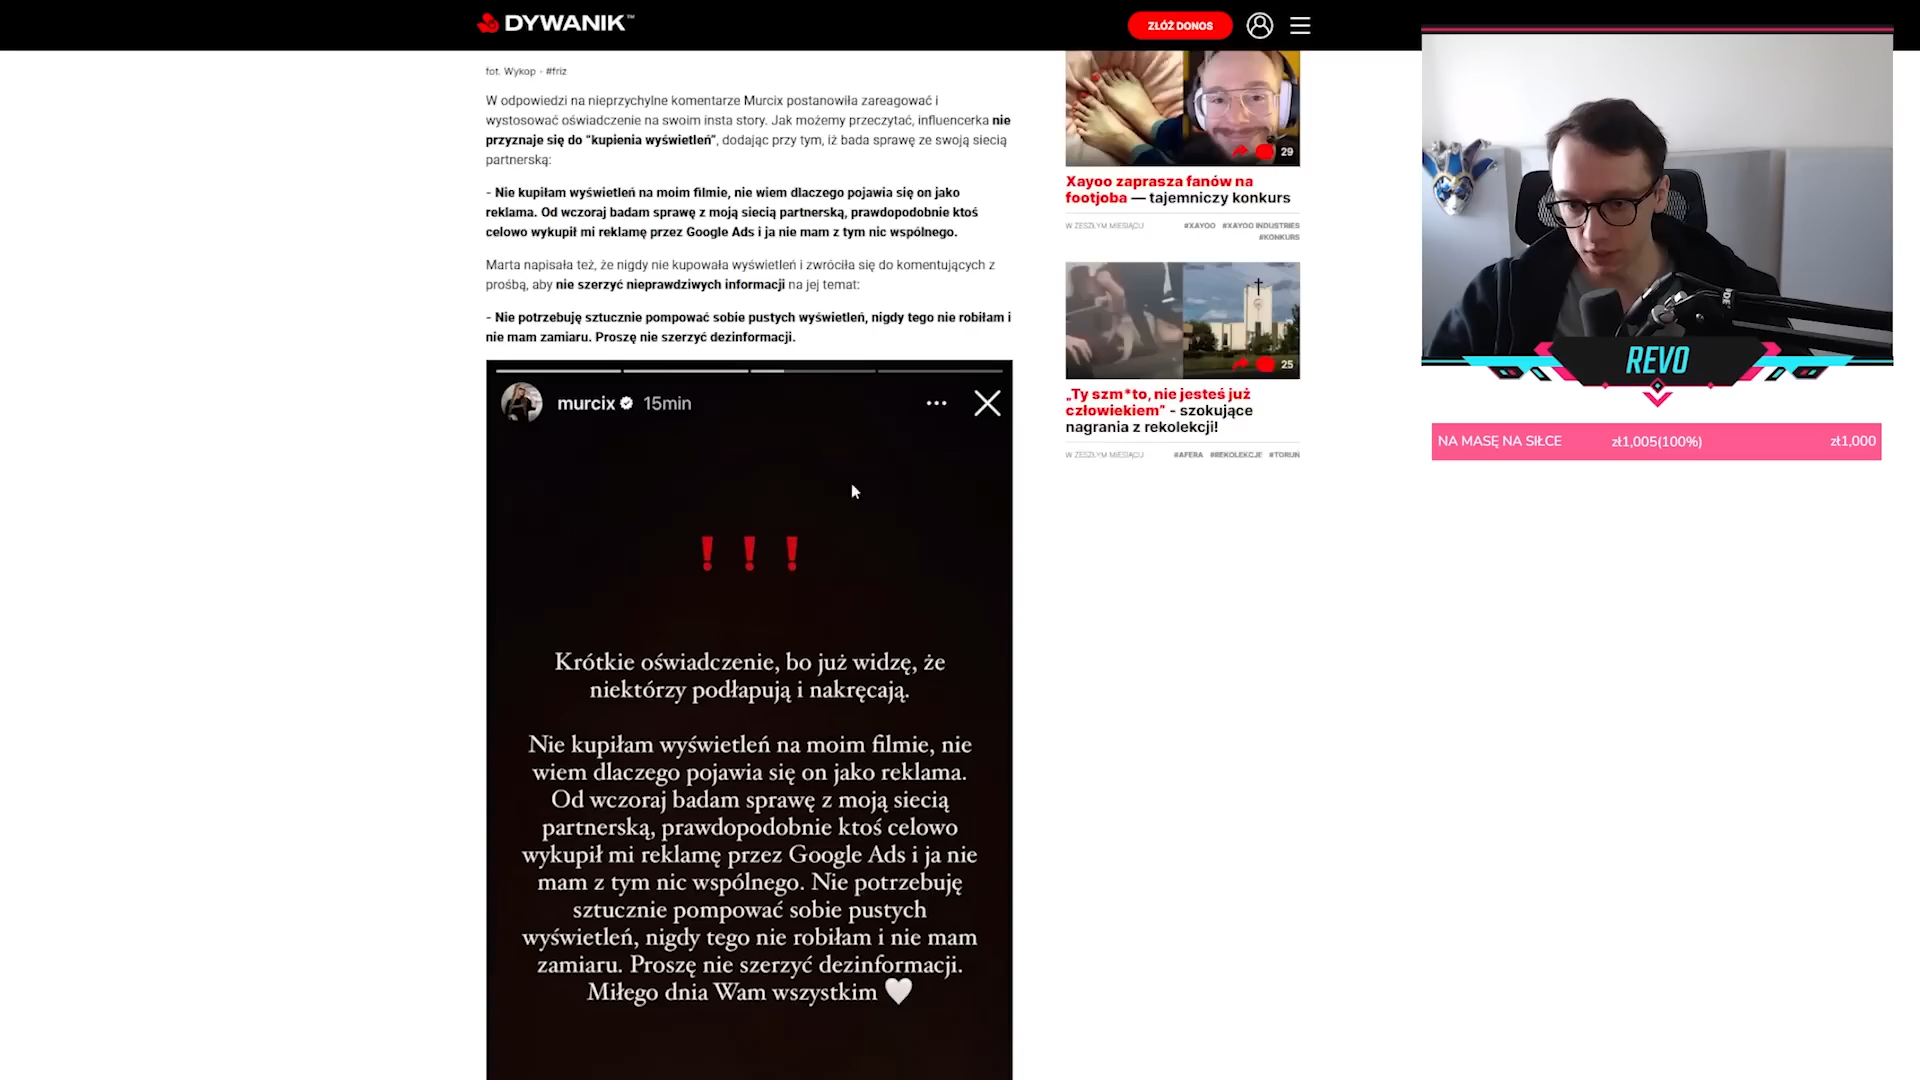 DYWANIK™
ZŁÓŻ DONOS
fot. Wykop - #friz
W odpowiedzi na nieprzychylne komentarze Murcix postanowiła zareagować i
wystosować oświadczenie na swoim insta story. Jak możemy przeczytać, influencerka nie
przyznaje się do “kupienia wyświetleń”, dodając przy tym, iż bada sprawę ze swoją siecią
partnerską:
- Nie kupiłam wyświetleń na moim filmie, nie wiem dlaczego pojawia się on jako
reklama. Od wczoraj badam sprawę z moją siecią partnerską, prawdopodobnie ktoś
celowo wykupił mi reklamę przez Google Ads i ja nie mam z tym nic wspólnego.
Marta napisała też, że nigdy nie kupowała wyświetleń i zwróciła się do komentujących z
prośbą, aby nie szerzyć nieprawdziwych informacji na jej temat:
- Nie potrzebuję sztucznie pompować sobie pustych wyświetleń, nigdy tego nie robiłam i
nie mam zamiaru. Proszę nie szerzyć dezinformacji.
murcix 15min
Krótkie oświadczenie, bo już widzę, że
niektórzy podłapują i nakręcają.
Nie kupiłam wyświetleń na moim filmie, nie
wiem dlaczego pojawia się on jako reklama.
Od wczoraj badam sprawę z moją siecią
partnerską, prawdopodobnie ktoś celowo
wykupił mi reklamę przez Google Ads i ja nie
mam z tym nic wspólnego. Nie potrzebuję
sztucznie pompować sobie pustych
wyświetleń, nigdy tego nie robiłam i nie mam
zamiaru. Proszę nie szerzyć dezinformacji.
Miłego dnia Wam wszystkim
29
Xayoo zaprasza fanów na
footjoba — tajemniczy konkurs
W ZESZŁYM MIESIĄCU #XAYOO #XAYOO INDUSTRIES
#KONKURS
25
„Ty szm*to, nie jesteś już
człowiekiem” - szokujące
nagrania z rekolekcji!
W ZESZŁYM MIESIĄCU #AFERA #REKOLEKCJE #TORUŃ
REVO
NA MASĘ NA SIŁCE zł1,005(100%) zł1,000